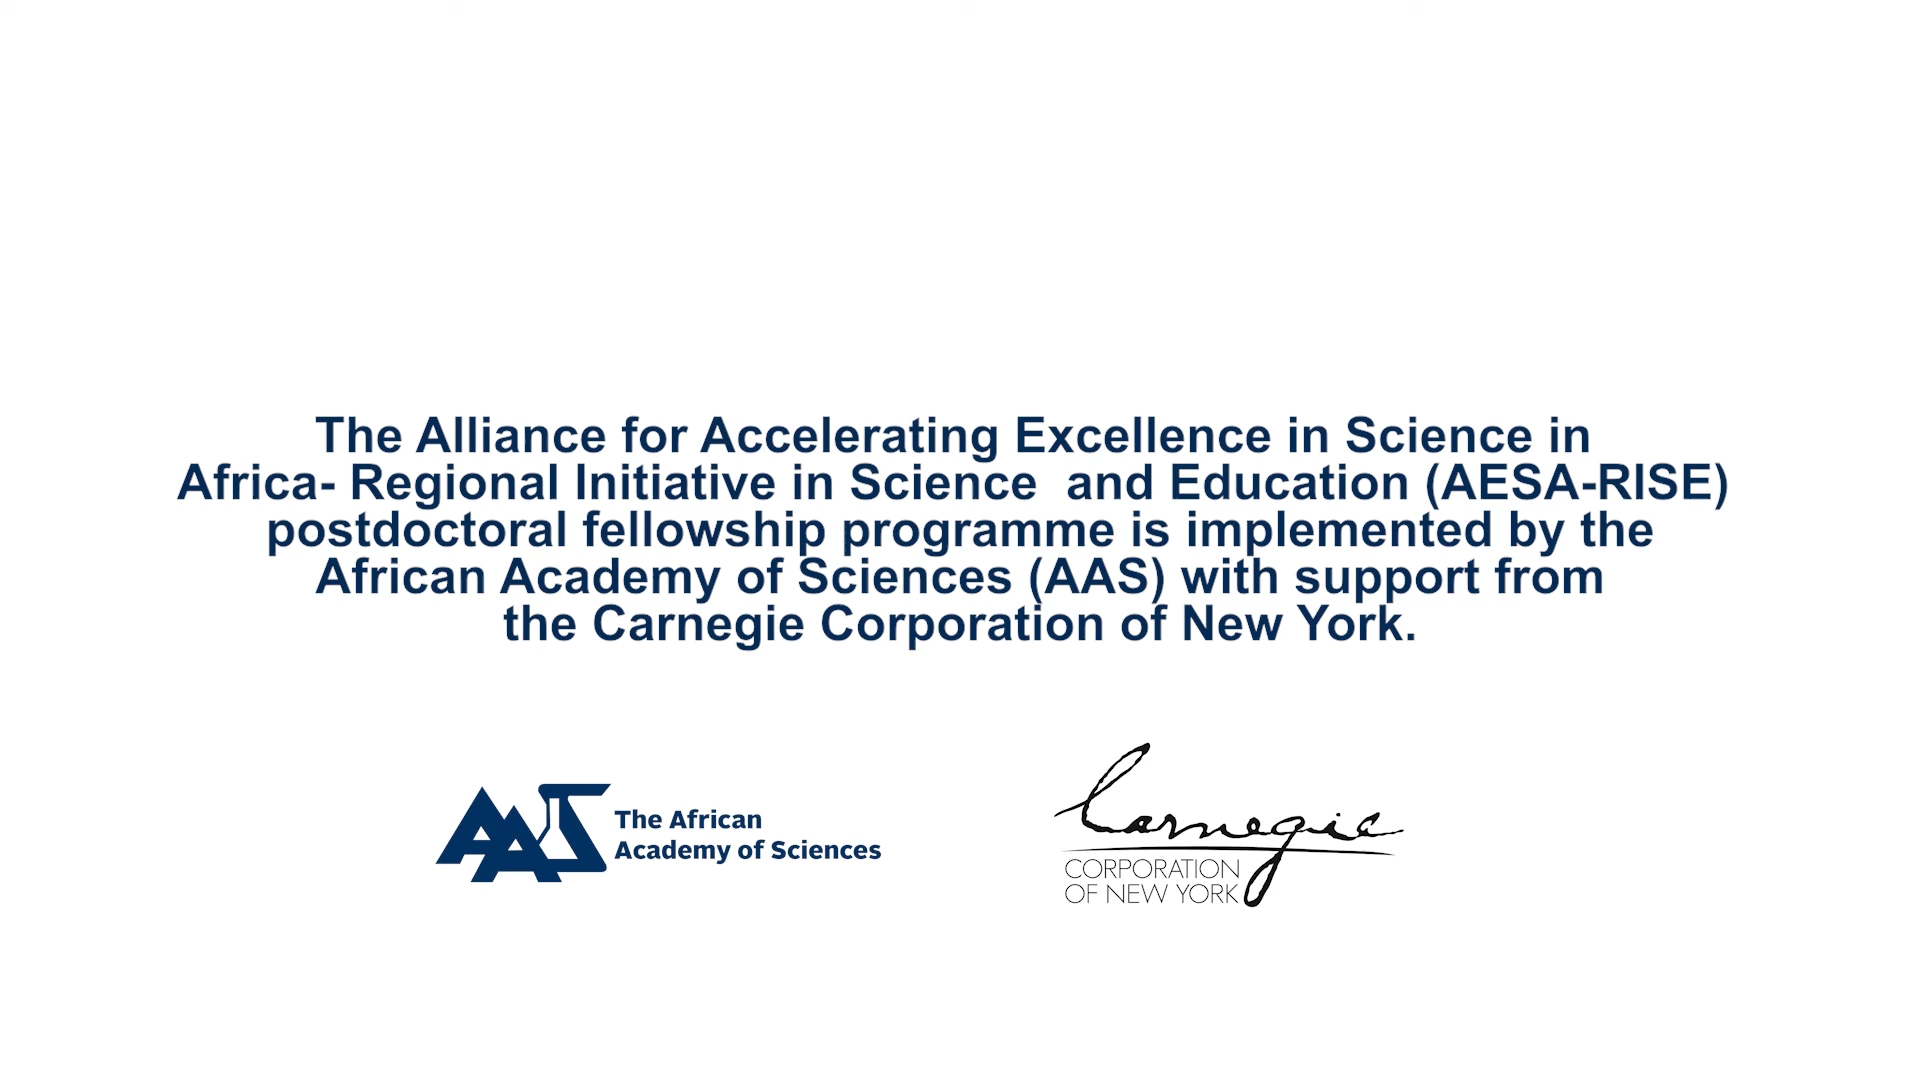 The Alliance for Accelerating Excellence in Science in
Africa- Regional Initiative in Science  and Education (AESA-RISE)
postdoctoral fellowship programme is implemented by the
African Academy of Sciences (AAS) with support from
the Carnegie Corporation of New York.
AAS
The African
Academy of Sciences
Carnegie
CORPORATION
OF NEW YORK